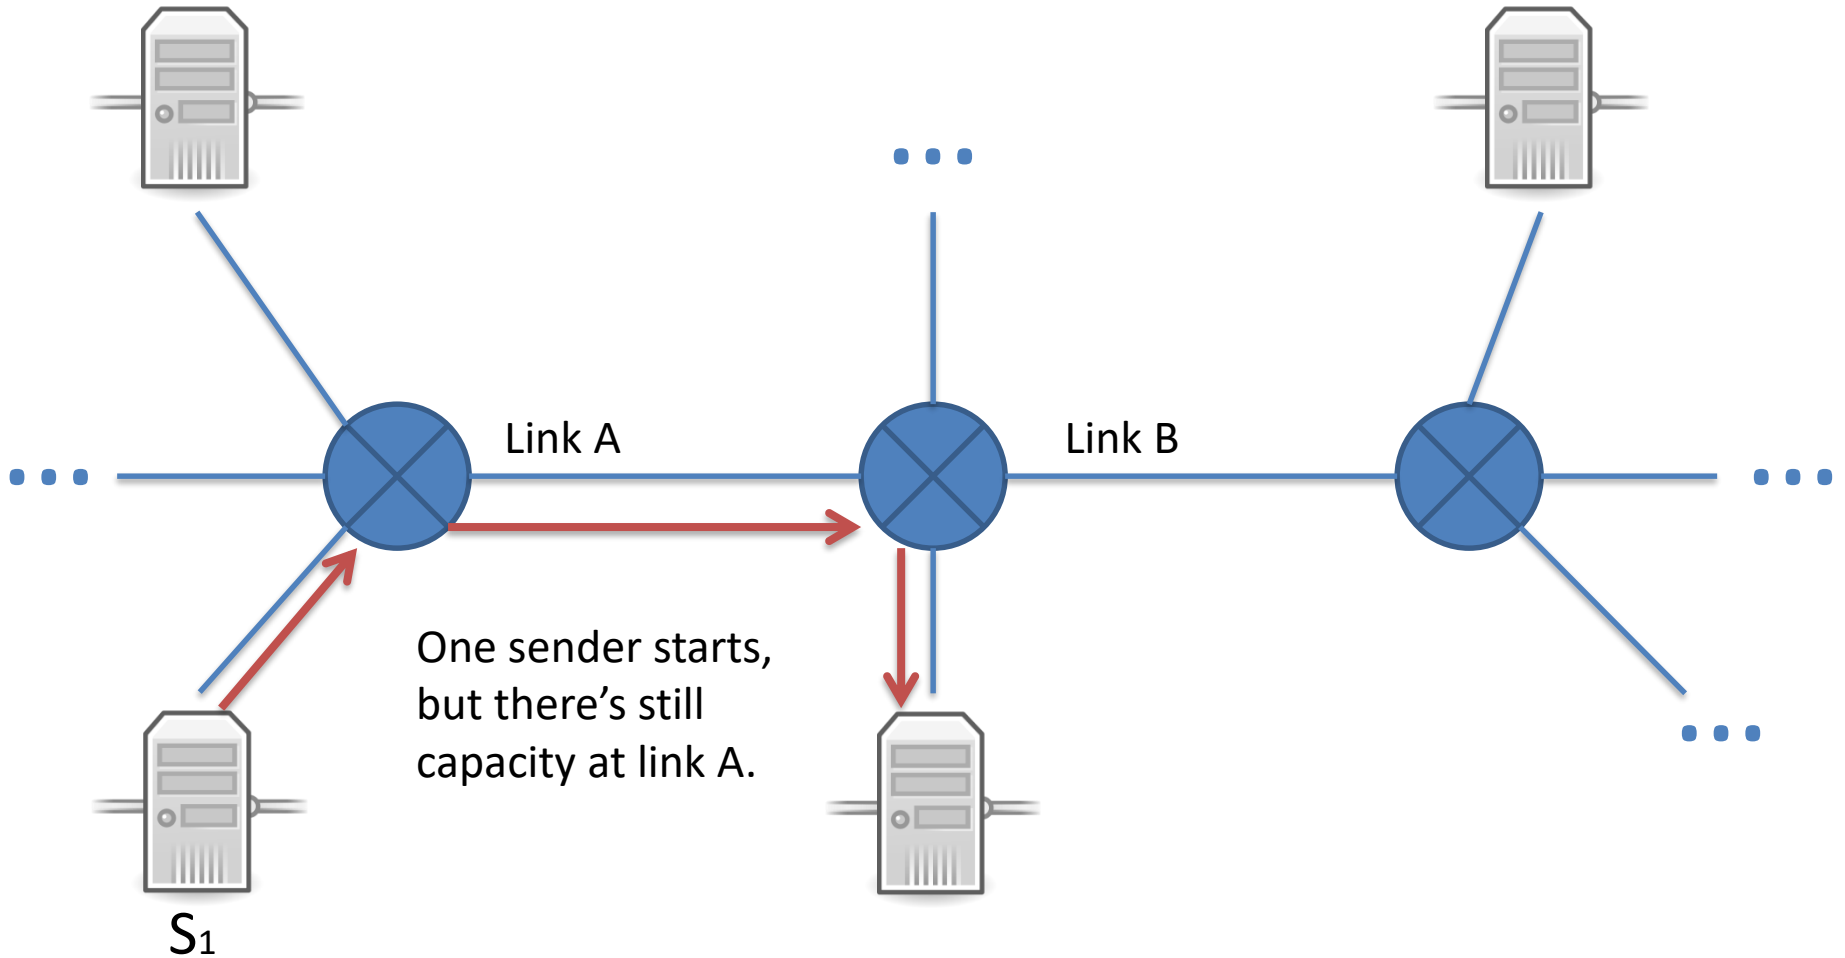 Link A
Link B
One sender starts,
but there’s still
capacity at link A.
S1